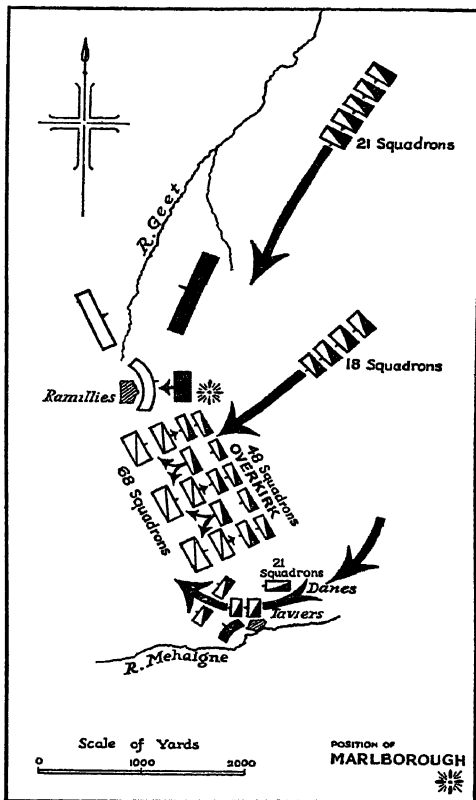 21 Squadrons
R. Geet
18 Squadrons
Ramillies
68 Squadrons
48 Squadrons
OVERKIRK
21
Squadrons
Danes
Taviers
R. Mehaigne
Scale of Yards
0 1000 2000
POSITION OF
MARLBOROUGH